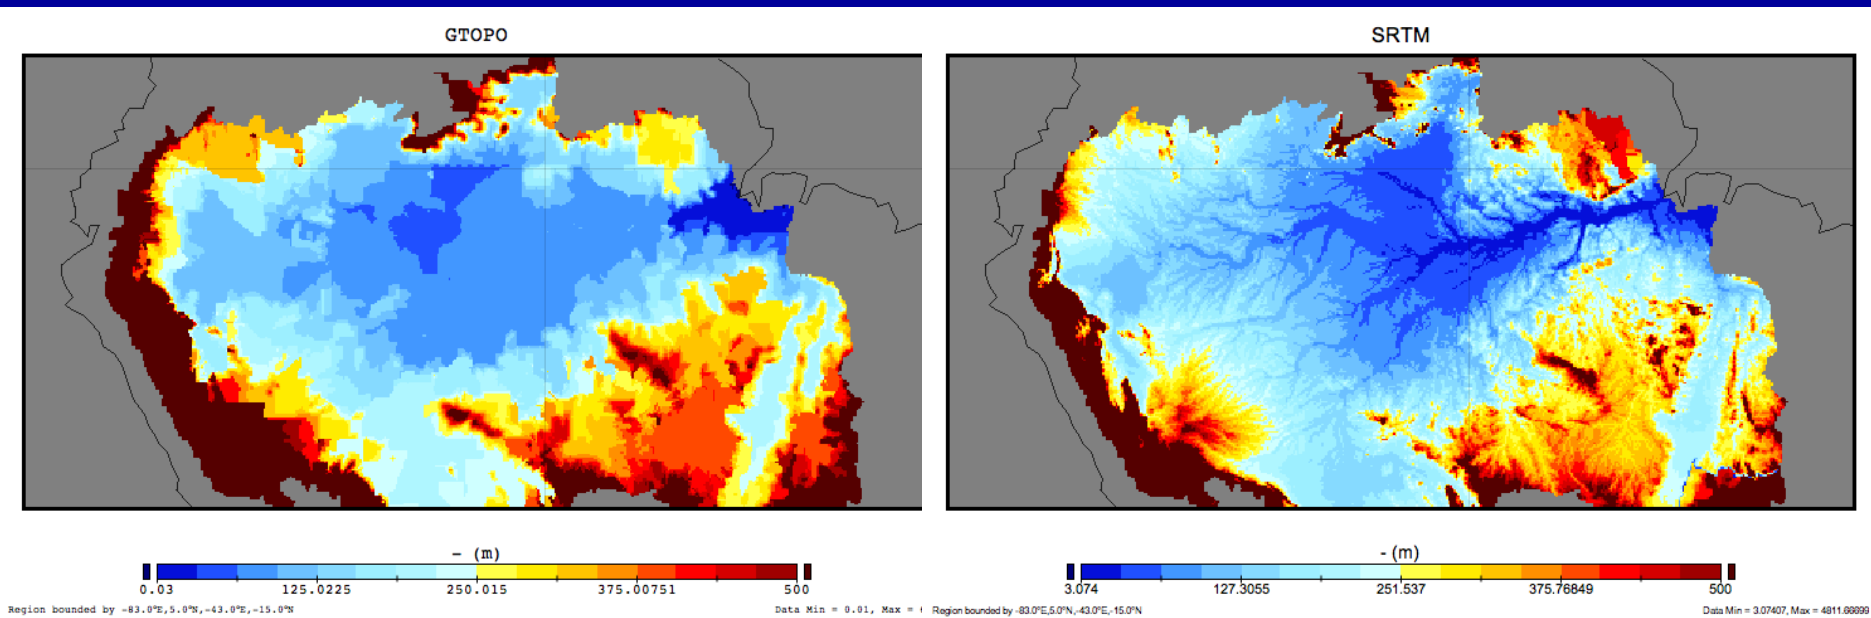 GTOPO
SRTM
– (m)
0.03 125.0225 250.015 375.00751 500
Region bounded by -83.0°E,5.0°N,-43.0°E,-15.0°N
Data Min = 0.01, Max =
- (m)
3.074 127.3055 251.537 375.76849 500
Region bounded by -83.0°E,5.0°N,-43.0°E,-15.0°N
Data Min = 3.07407, Max = 4811.66699